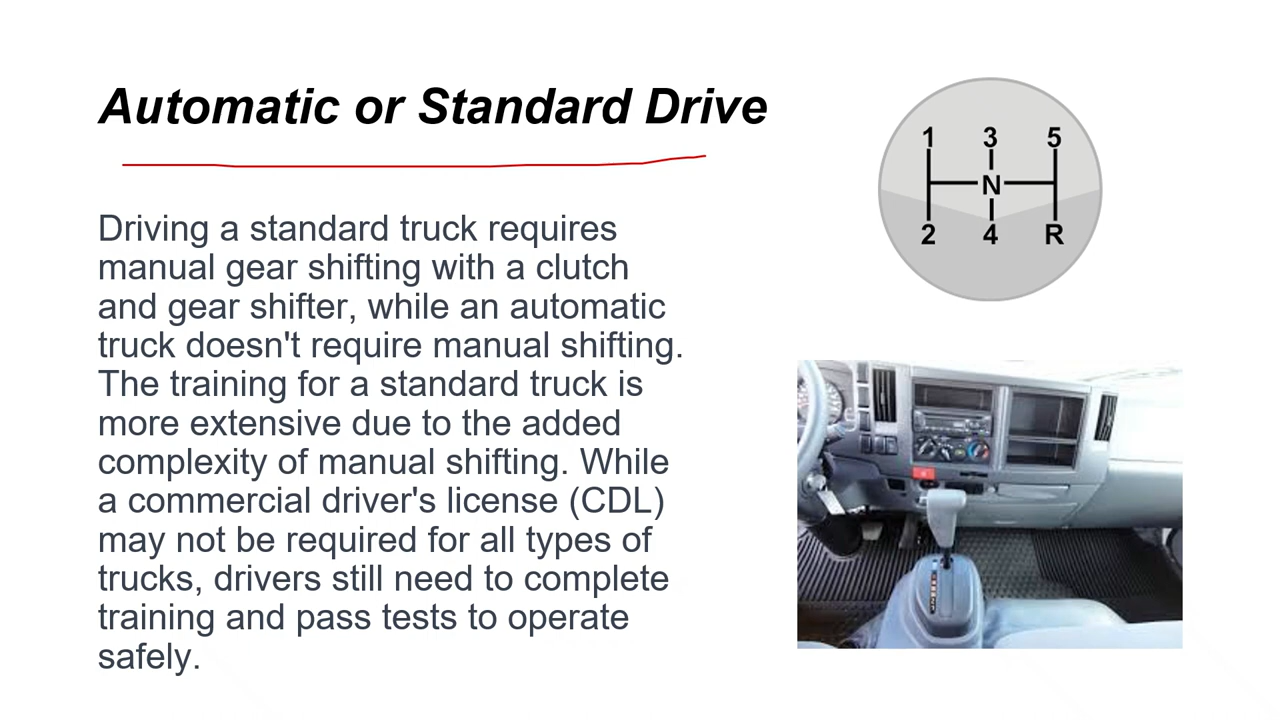 Automatic or Standard Drive
Driving a standard truck requires
manual gear shifting with a clutch
and gear shifter, while an automatic
truck doesn't require manual shifting.
The training for a standard truck is
more extensive due to the added
complexity of manual shifting. While
a commercial driver's license (CDL)
may not be required for all types of
trucks, drivers still need to complete
training and pass tests to operate
safely.
1 3 5
N
2 4 R